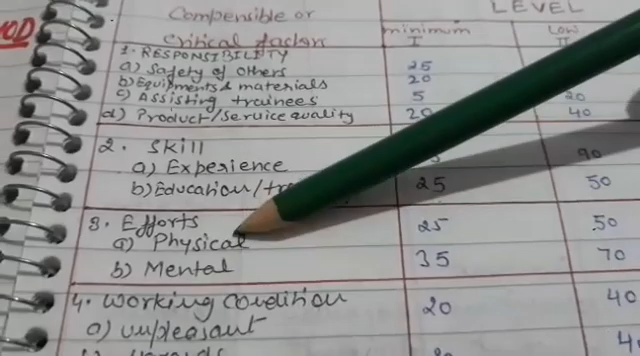 OD
Compensible or
critical factors
LEVEL
minimum
I
LOW
II
1. RESPONSIBILITY
a) Safety of others 25
b) Equipments & materials 20
c) Assisting trainees 5 20
d) Product/Service quality 20 40
2. Skill
a) Experience 90
b) Education/ 25 50
3. Efforts
a) Physical 25 50
b) Mental 35 70
4. Working condition
a) unpleasant 20 40